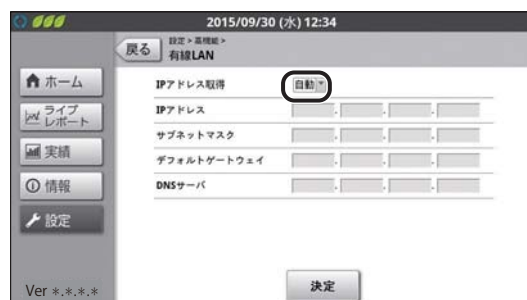 2015/09/30 (水) 12:34
戻る
設定 > 高機能 >
有線LAN
ホーム
ライブ
レポート
実績
情報
設定
IPアドレス取得 自動
IPアドレス . . .
サブネットマスク . . .
デフォルトゲートウェイ . . .
DNSサーバ . . .
Ver *.*.*.*
決定